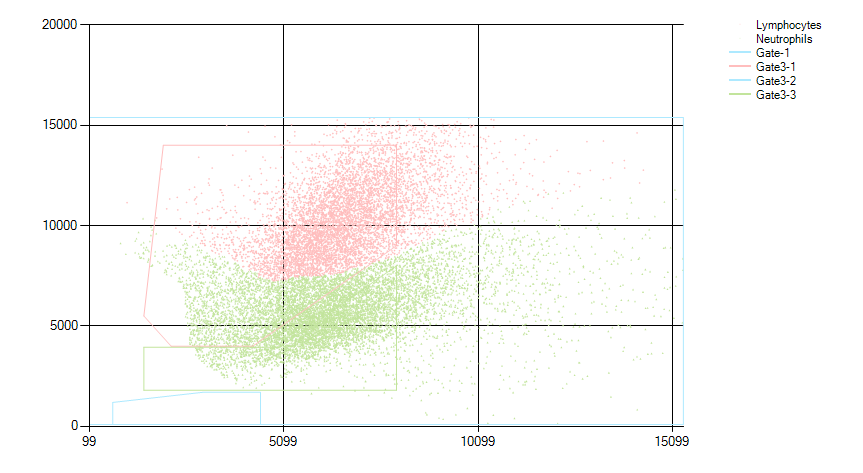 20000
15000
10000
5000
0
99
5099
10099
15099
Lymphocytes
Neutrophils
Gate-1
Gate3-1
Gate3-2
Gate3-3